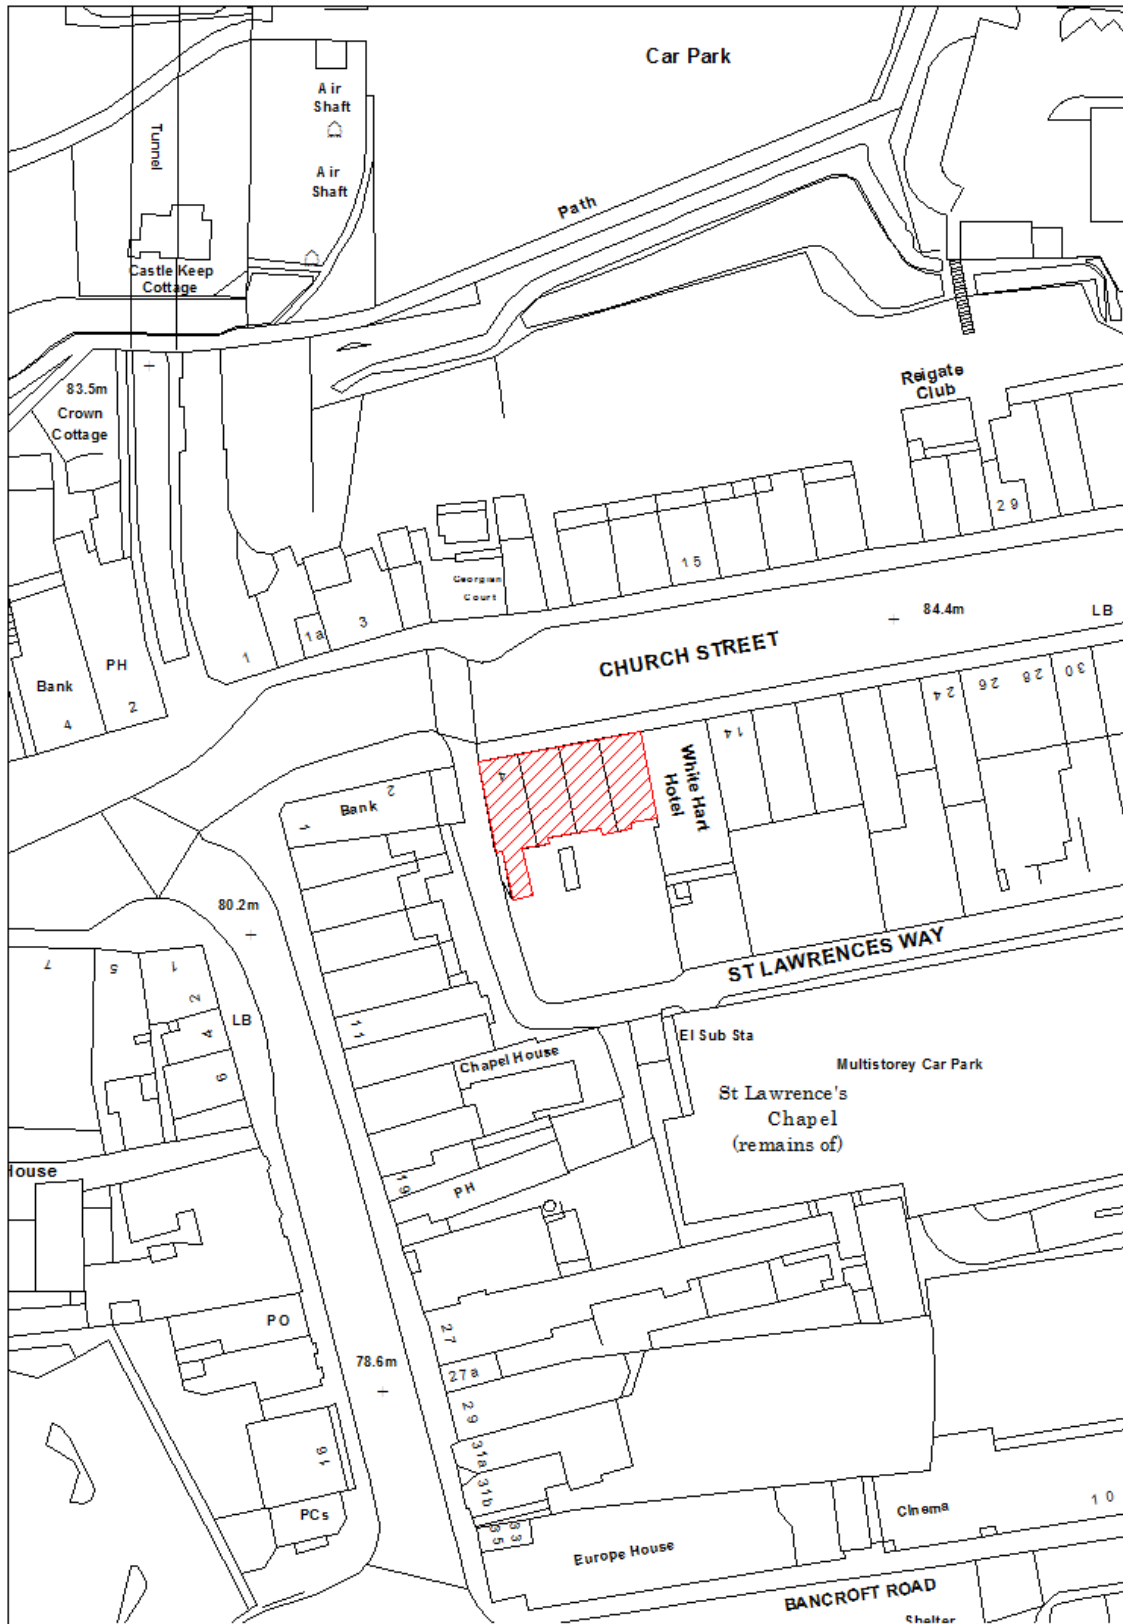 Car Park
Air
Shaft
Tunnel
Air
Shaft
Path
Castle Keep
Cottage
83.5m
Crown
Cottage
Reigate
Club
29
15
Georgian
Court
3
1a
1
84.4m
LB
CHURCH STREET
PH
Bank
2
4
30
28
26
24
14
White Hart
Hotel
4
2
Bank
1
80.2m
ST LAWRENCES WAY
7
5
1
2
LB
4
6
11
El Sub Sta
Chapel House
Multistorey Car Park
St Lawrence's
Chapel
(remains of)
House
19
PH
PO
27
78.6m
27a
29
31a
16
31b
PCs
33
35
Cinema
10
Europe House
BANCROFT ROAD
Shelter